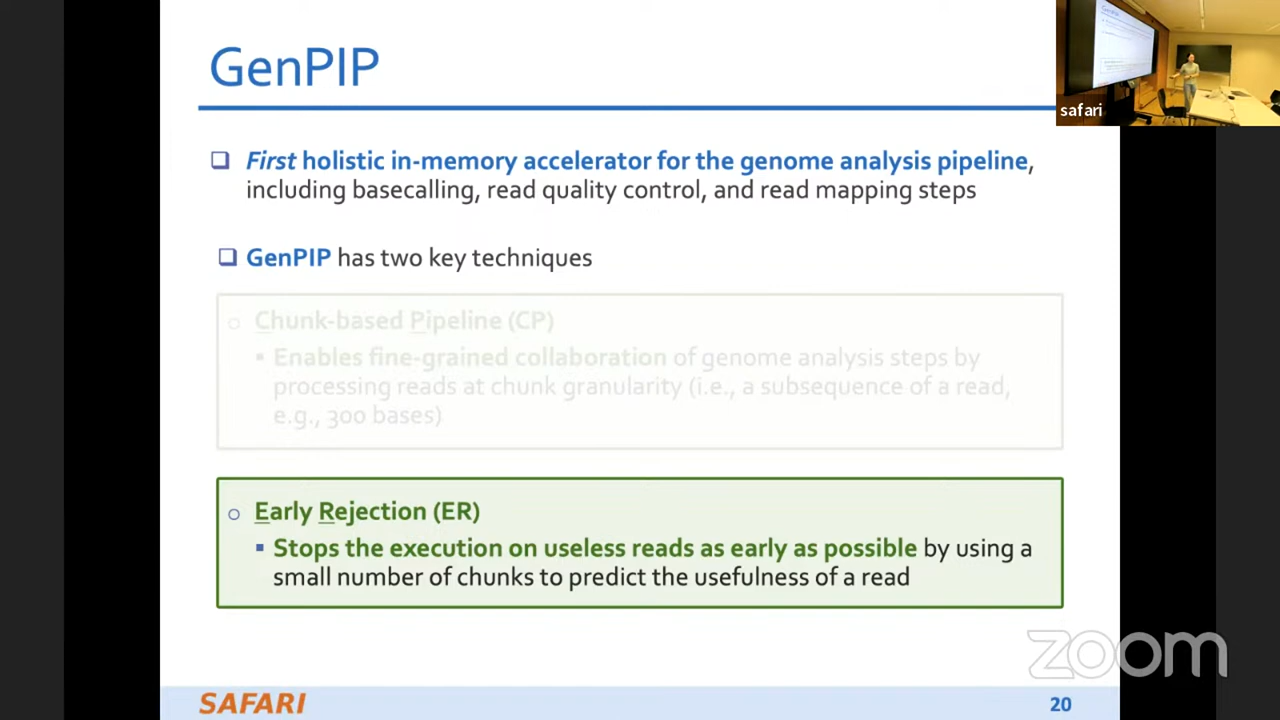 GenPIP
safari
First holistic in-memory accelerator for the genome analysis pipeline,
including basecalling, read quality control, and read mapping steps
GenPIP has two key techniques
Chunk-based Pipeline (CP)
Enables fine-grained collaboration of genome analysis steps by
processing reads at chunk granularity (i.e., a subsequence of a read,
e.g., 300 bases)
Early Rejection (ER)
Stops the execution on useless reads as early as possible by using a
small number of chunks to predict the usefulness of a read
zoom
SAFARI
20